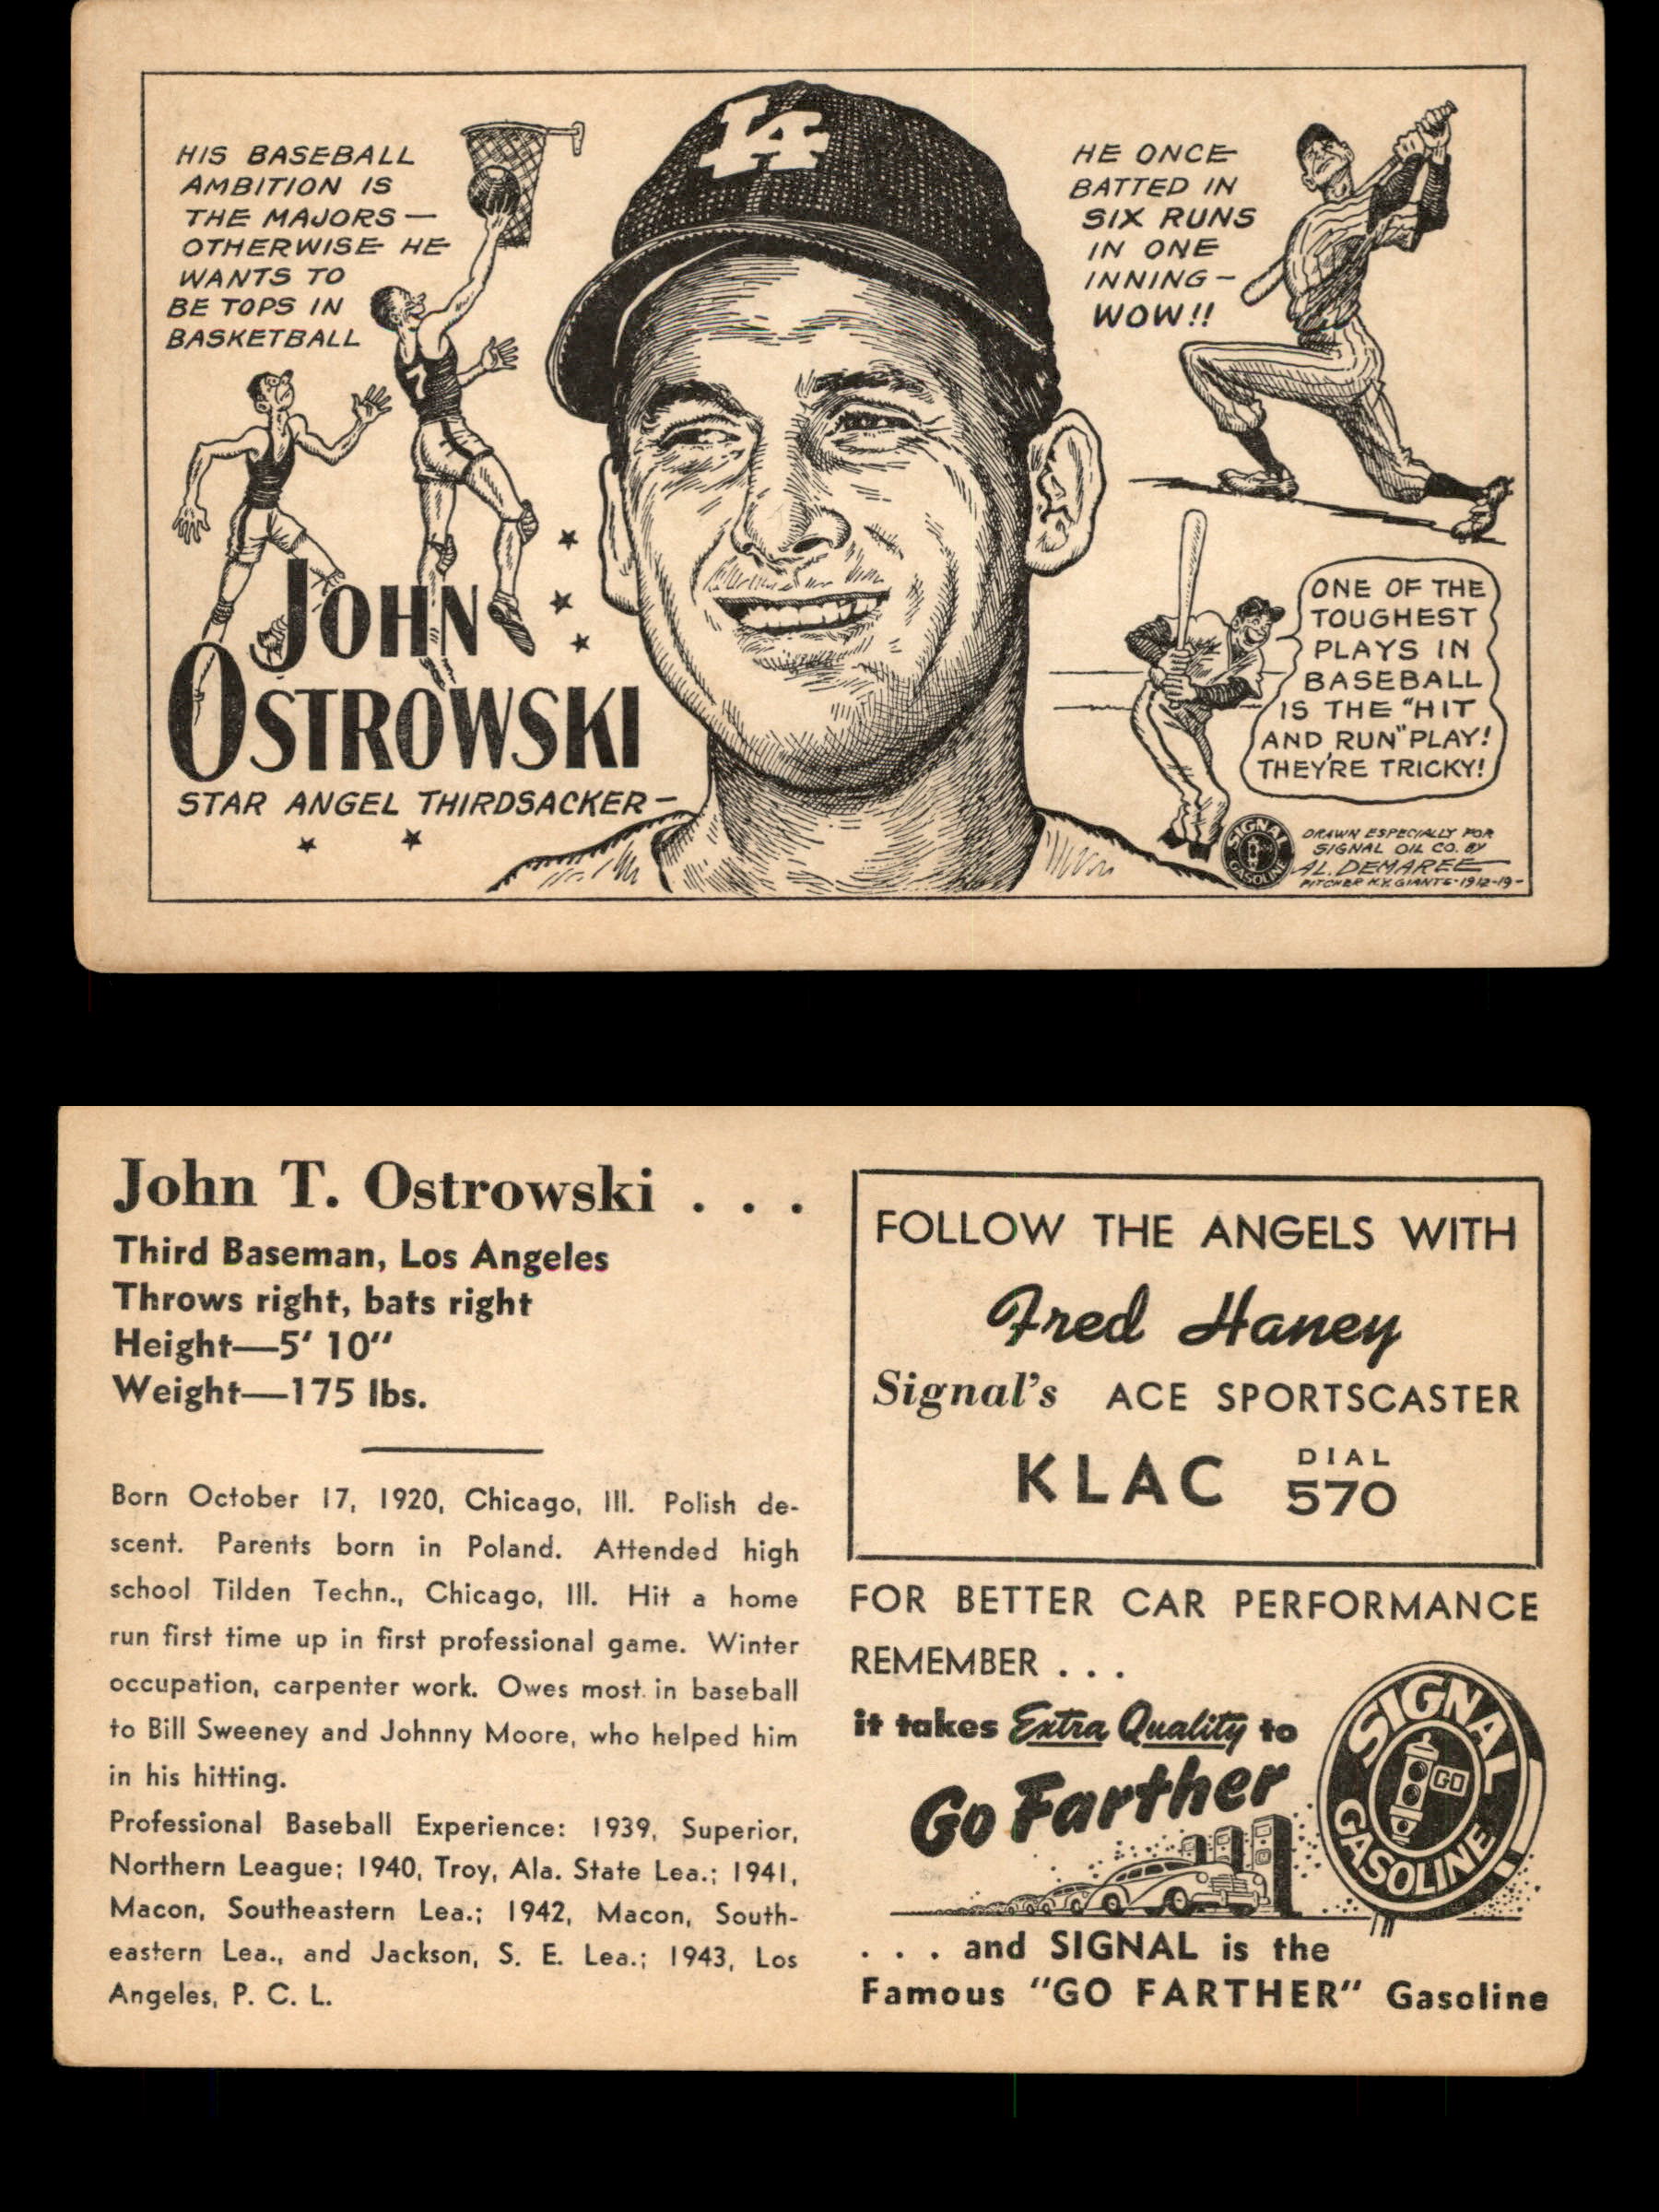 HIS BASEBALL
AMBITION IS
THE MAJORS—
OTHERWISE HE
WANTS TO
BE TOPS IN
BASKETBALL
7
LA
HE ONCE
BATTED IN
SIX RUNS
IN ONE
INNING—
WOW!!
JOHN
OSTROWSKI
STAR ANGEL THIRDSACKER—
ONE OF THE
TOUGHEST
PLAYS IN
BASEBALL
IS THE "HIT
AND RUN" PLAY!
THEY'RE TRICKY!
SIGNAL
GASOLINE
DRAWN ESPECIALLY FOR
SIGNAL OIL CO. BY
AL. DEMAREE
PITCHER N.Y. GIANTS-1912-19-
John T. Ostrowski . . .
Third Baseman, Los Angeles
Throws right, bats right
Height—5' 10"
Weight—175 lbs.
Born October 17, 1920, Chicago, Ill. Polish de-
scent. Parents born in Poland. Attended high
school Tilden Techn., Chicago, Ill. Hit a home
run first time up in first professional game. Winter
occupation, carpenter work. Owes most in baseball
to Bill Sweeney and Johnny Moore, who helped him
in his hitting.
Professional Baseball Experience: 1939, Superior,
Northern League; 1940, Troy, Ala. State Lea.; 1941,
Macon, Southeastern Lea.; 1942, Macon, South-
eastern Lea., and Jackson, S. E. Lea.; 1943, Los
Angeles, P. C. L.
FOLLOW THE ANGELS WITH
Fred Haney
Signal's ACE SPORTSCASTER
KLAC DIAL 570
FOR BETTER CAR PERFORMANCE
REMEMBER . . .
it takes Extra Quality to
Go Farther
SIGNAL
GO
GASOLINE
. . . and SIGNAL is the
Famous "GO FARTHER" Gasoline